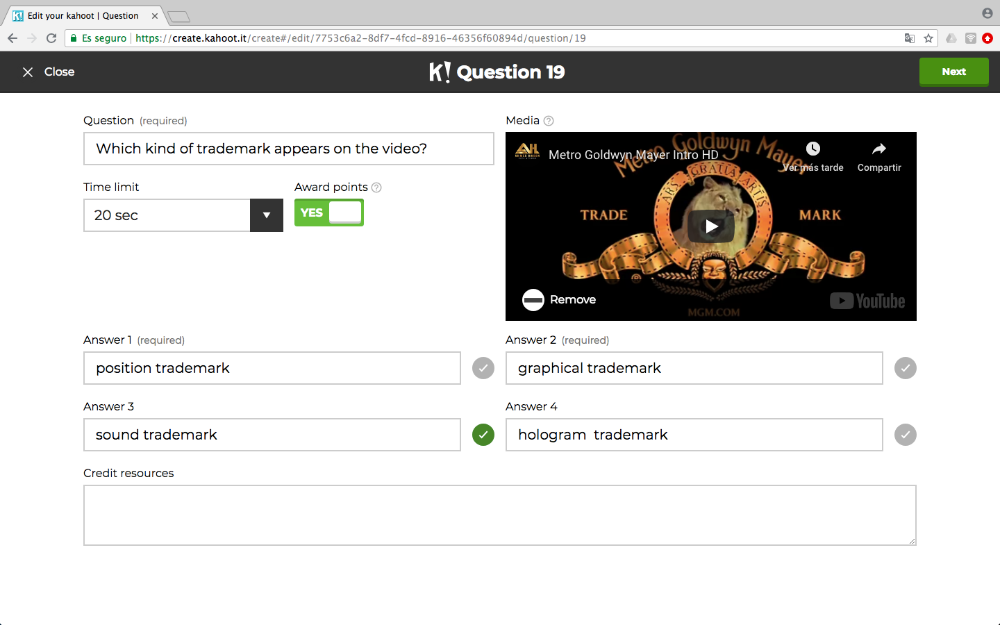 Edit your kahoot | Question
Es seguro
https://create.kahoot.it/create#/edit/7753c6a2-8df7-4fcd-8916-46356f60894d/question/19
Close
K! Question 19
Next
Question (required)
Which kind of trademark appears on the video?
Media
Metro Goldwyn Mayer
Metro Goldwyn Mayer Intro HD
Ver más tarde
Compartir
ARS GRATIA ARTIS
TRADE MARK
Remove
YouTube
MGM.COM
Time limit
20 sec
Award points
YES
Answer 1 (required)
position trademark
Answer 2 (required)
graphical trademark
Answer 3
sound trademark
Answer 4
hologram  trademark
Credit resources